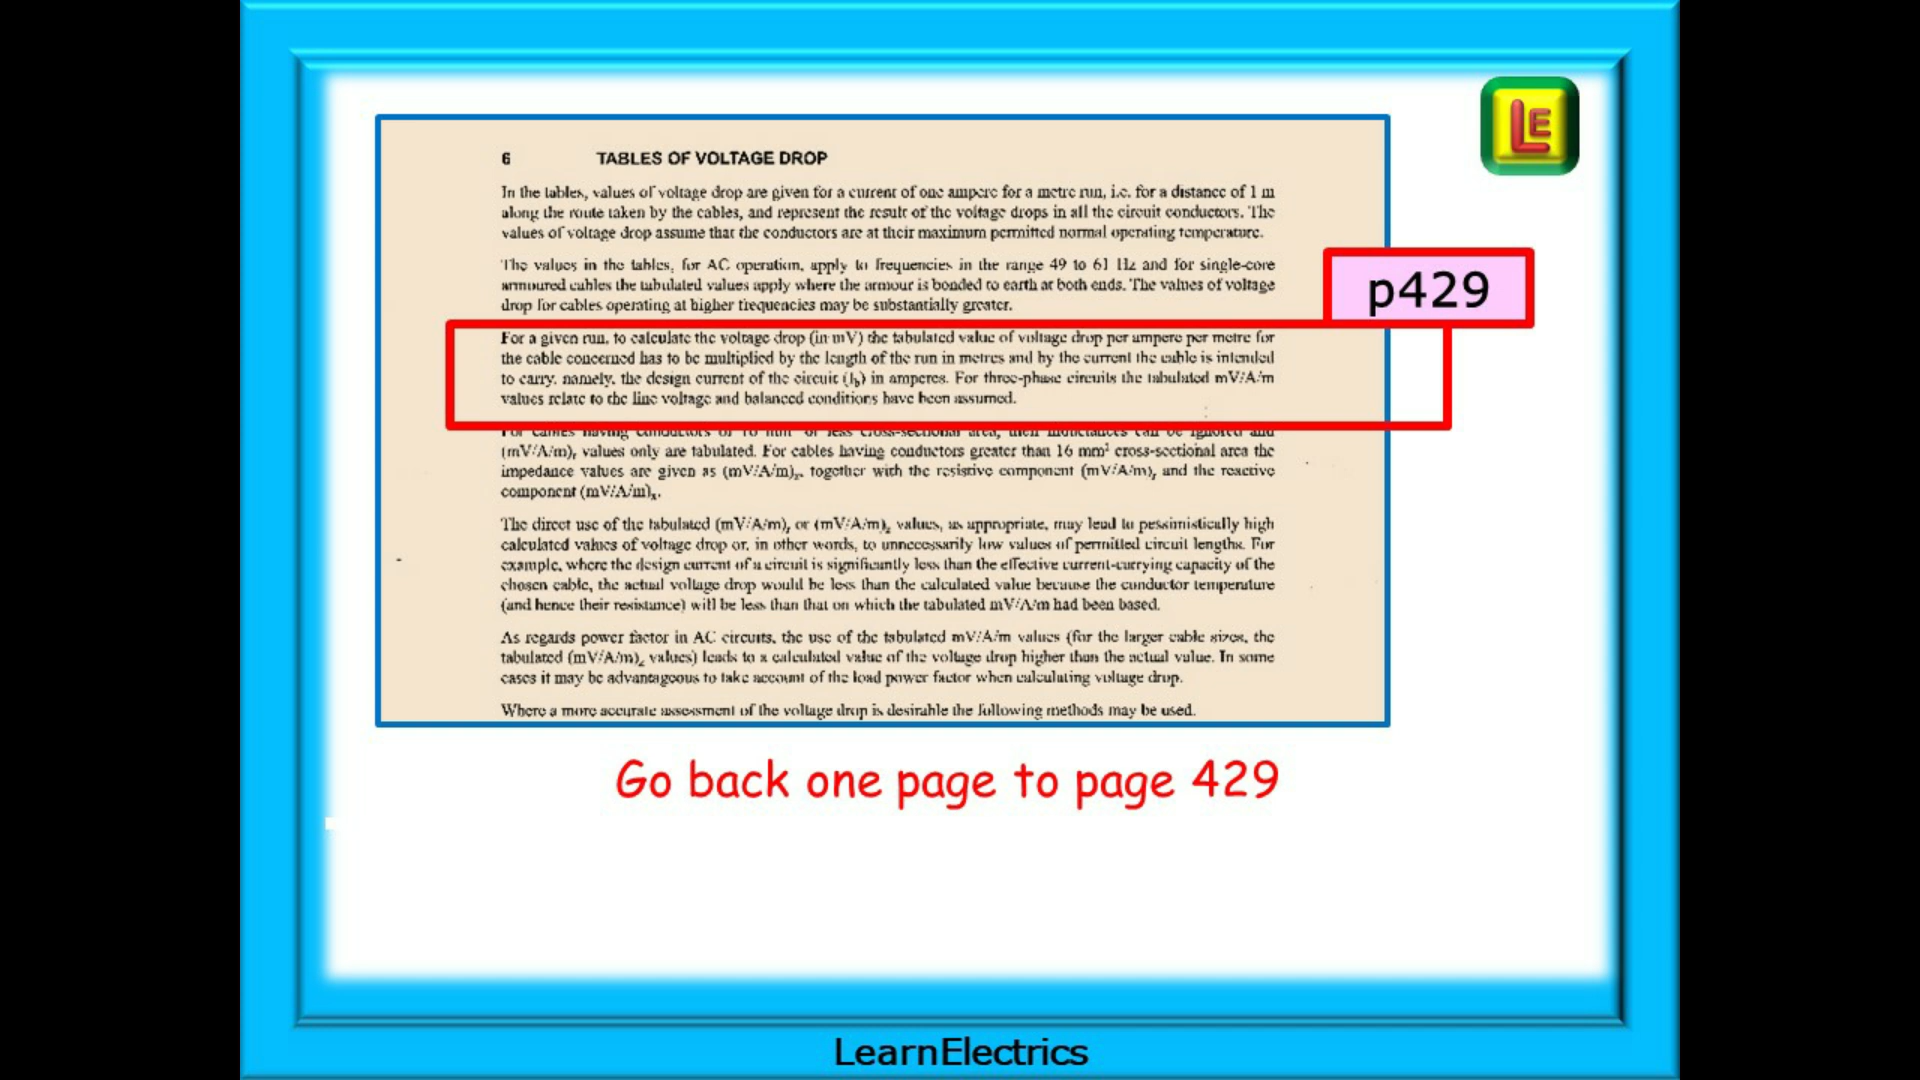 LE
6 TABLES OF VOLTAGE DROP
In the tables, values of voltage drop are given for a current of one ampere for a metre run, i.e. for a distance of 1 m
along the route taken by the cables, and represent the result of the voltage drops in all the circuit conductors. The
values of voltage drop assume that the conductors are at their maximum permitted normal operating temperature.
The values in the tables, for AC operation, apply to frequencies in the range 49 to 61 Hz and for single-core
armoured cables the tabulated values apply where the armour is bonded to earth at both ends. The values of voltage
drop for cables operating at higher frequencies may be substantially greater.
p429
For a given run, to calculate the voltage drop (in mV) the tabulated value of voltage drop per ampere per metre for
the cable concerned has to be multiplied by the length of the run in metres and by the current the cable is intended
to carry, namely, the design current of the circuit (Ib) in amperes. For three-phase circuits the tabulated mV/A/m
values relate to the line voltage and balanced conditions have been assumed.
For cables having conductors of 16 mm² or less cross-sectional area, their inductances can be ignored and
(mV/A/m)r values only are tabulated. For cables having conductors greater than 16 mm² cross-sectional area the
impedance values are given as (mV/A/m)z, together with the resistive component (mV/A/m)r and the reactive
component (mV/A/m)x.
The direct use of the tabulated (mV/A/m)r or (mV/A/m)z values, as appropriate, may lead to pessimistically high
calculated values of voltage drop or, in other words, to unnecessarily low values of permitted circuit lengths. For
example, where the design current of a circuit is significantly less than the effective current-carrying capacity of the
chosen cable, the actual voltage drop would be less than the calculated value because the conductor temperature
(and hence their resistance) will be less than that on which the tabulated mV/A/m had been based.
As regards power factor in AC circuits, the use of the tabulated mV/A/m values (for the larger cable sizes, the
tabulated (mV/A/m)z values) leads to a calculated value of the voltage drop higher than the actual value. In some
cases it may be advantageous to take account of the load power factor when calculating voltage drop.
Where a more accurate assessment of the voltage drop is desirable the following methods may be used.
Go back one page to page 429
LearnElectrics